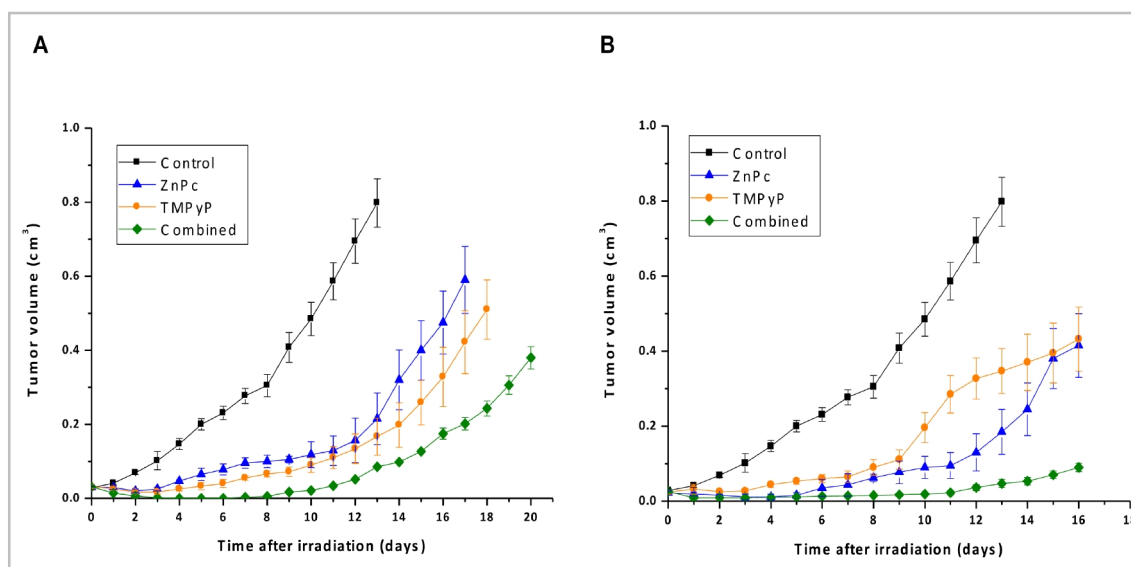 A
1.0
0.8
0.6
0.4
0.2
0.0
Tumor volume (cm³)
Control
ZnPc
TMPyP
Combined
0 2 4 6 8 10 12 14 16 18 20
Time after irradiation (days)
B
1.0
0.8
0.6
0.4
0.2
0.0
Tumor volume (cm³)
Control
ZnPc
TMPyP
Combined
0 2 4 6 8 10 12 14 16 18
Time after irradiation (days)